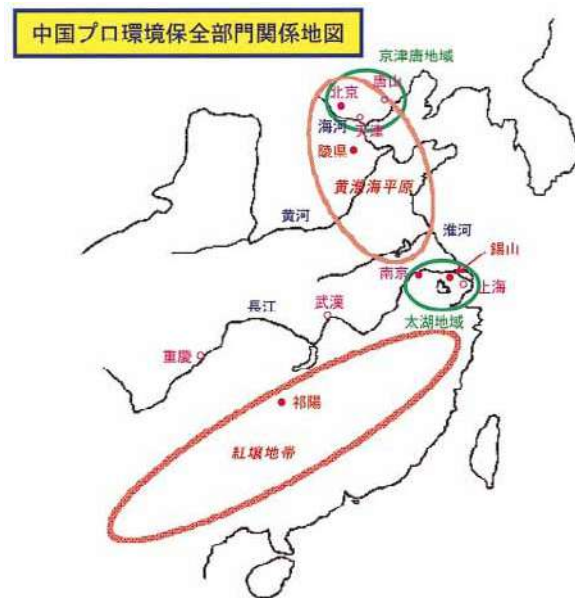 中国プロ環境保全部門関係地図
京津唐地域
唐山
北京
海河
天津
陵県
黄淮海平原
黄河
淮河
錫山
南京
上海
長江
武漢
太湖地域
重慶
祁陽
紅壌地帯